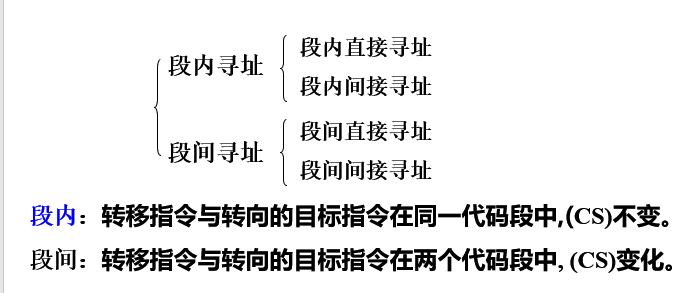 段内寻址
段内直接寻址
段内间接寻址
段间寻址
段间直接寻址
段间间接寻址
段内：转移指令与转向的目标指令在同一代码段中,(CS)不变。
段间：转移指令与转向的目标指令在两个代码段中, (CS)变化。